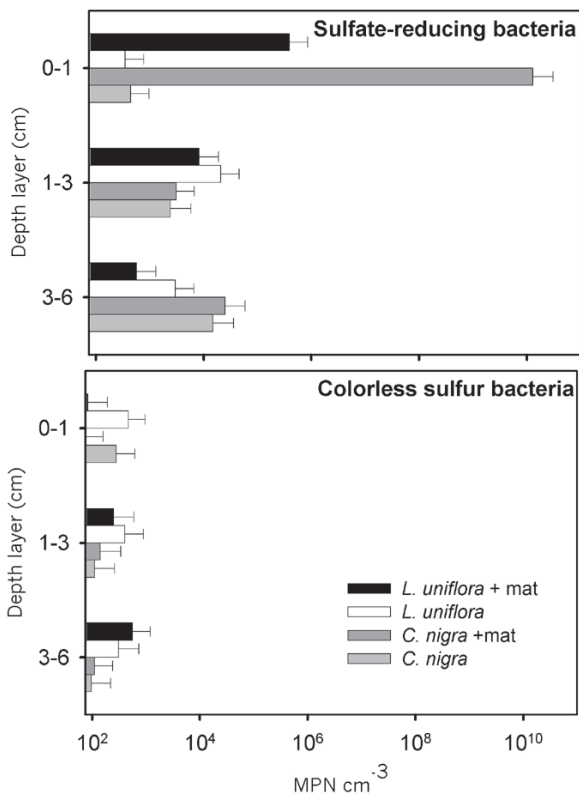 Sulfate-reducing bacteria
Depth layer (cm)
0-1
1-3
3-6
Colorless sulfur bacteria
Depth layer (cm)
0-1
1-3
3-6
L. uniflora + mat
L. uniflora
C. nigra +mat
C. nigra
10² 10⁴ 10⁶ 10⁸ 10¹⁰
MPN cm⁻³